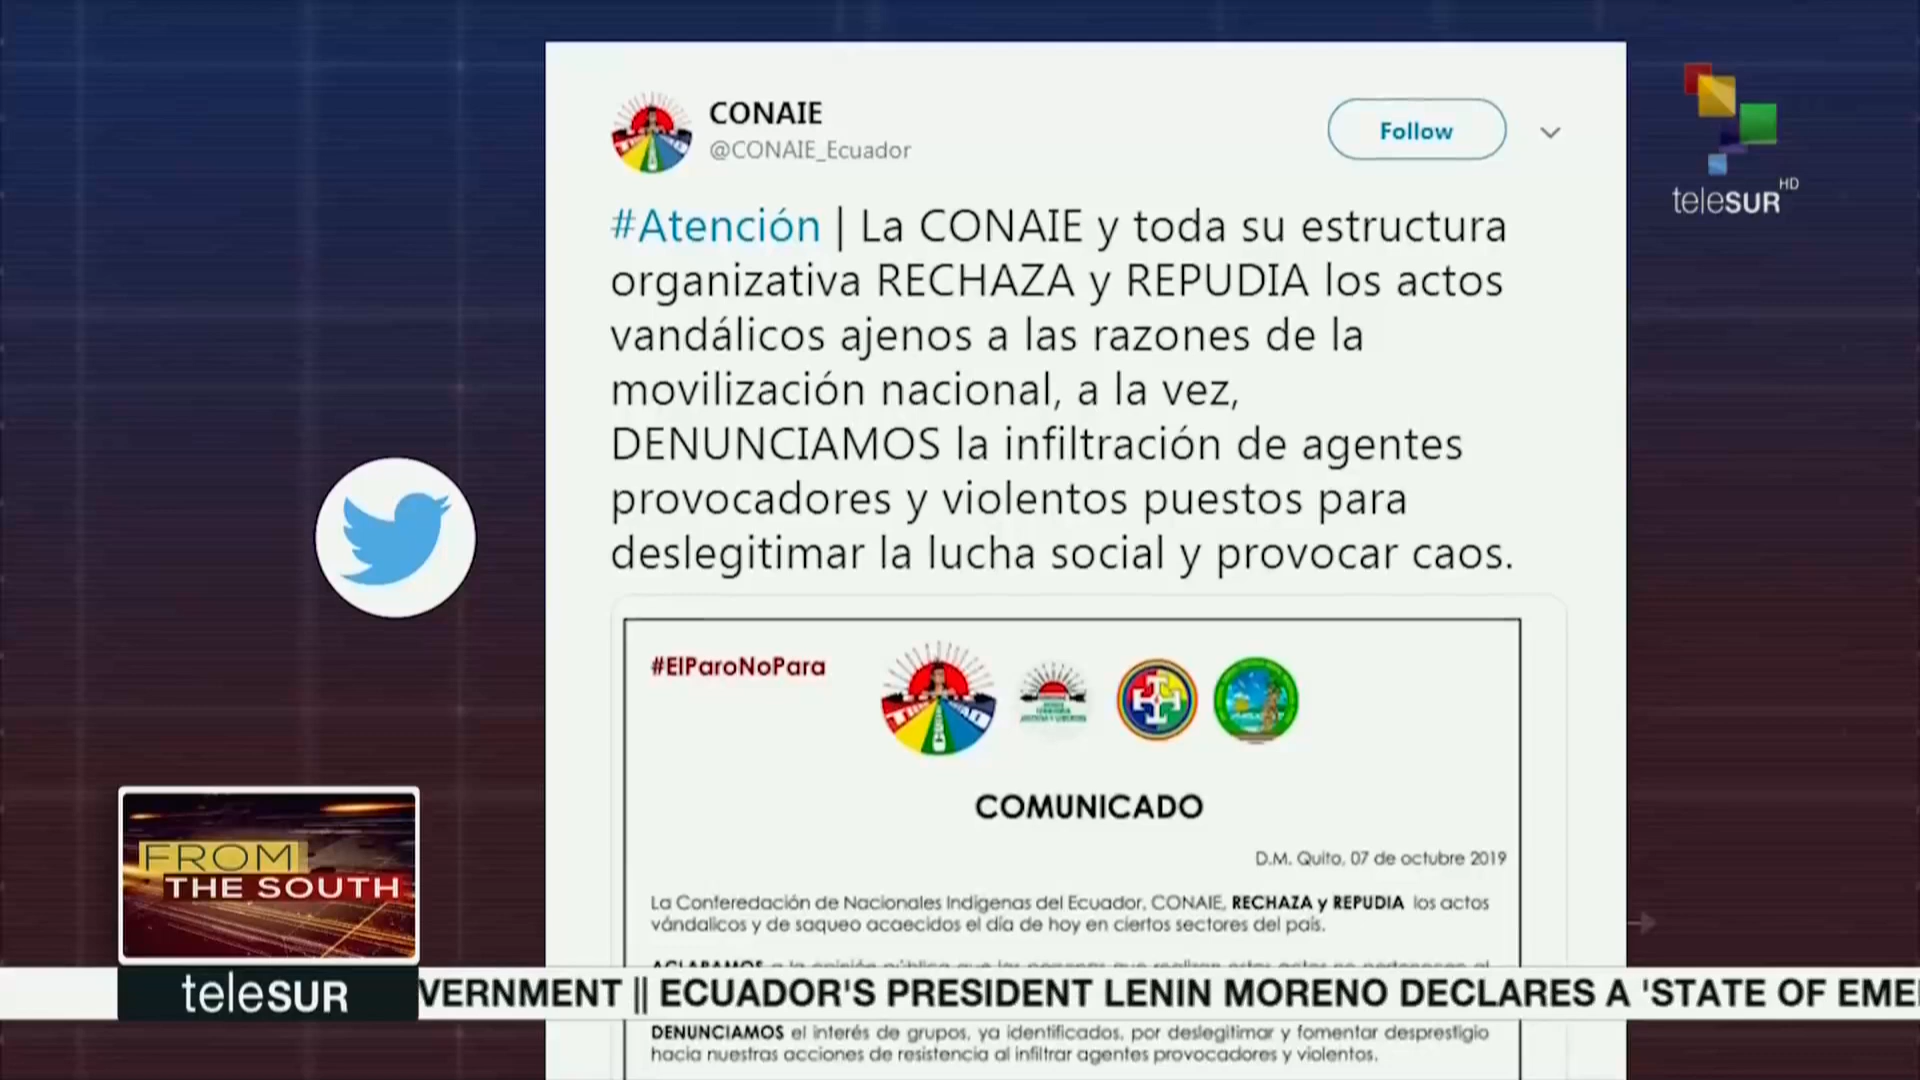 CONAIE
@CONAIE_Ecuador
Follow
#Atención | La CONAIE y toda su estructura
organizativa RECHAZA y REPUDIA los actos
vandálicos ajenos a las razones de la
movilización nacional, a la vez,
DENUNCIAMOS la infiltración de agentes
provocadores y violentos puestos para
deslegitimar la lucha social y provocar caos.
#ElParoNoPara
COMUNICADO
D.M. Quito, 07 de octubre 2019
La Conferedación de Nacionales Indígenas del Ecuador, CONAIE, RECHAZA y REPUDIA los actos
vándalicos y de saqueo acaecidos el día de hoy en ciertos sectores del país.
DENUNCIAMOS el interés de grupos, ya identificados, por deslegitimar y fomentar desprestigio
hacia nuestras acciones de resistencia al infiltrar agentes provocadores y violentos.
teleSUR HD
FROM
THE SOUTH
teleSUR
VERNMENT || ECUADOR'S PRESIDENT LENIN MORENO DECLARES A 'STATE OF EME